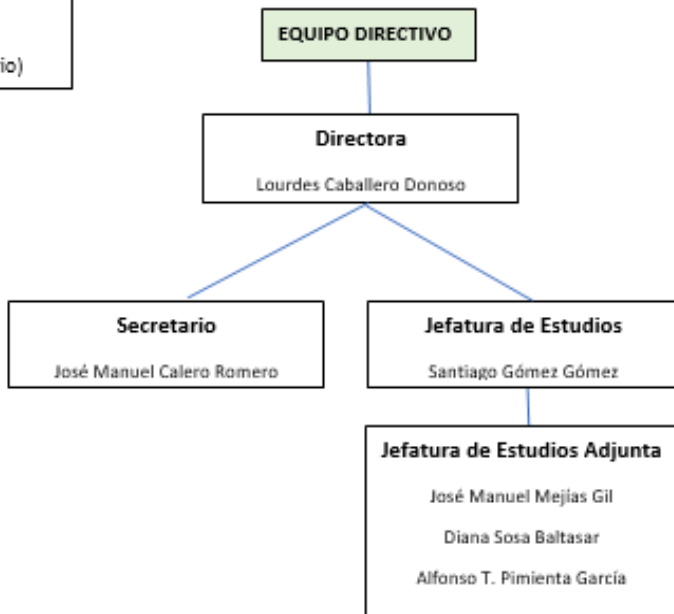 io)
EQUIPO DIRECTIVO
Directora
Lourdes Caballero Donoso
Secretario
José Manuel Calero Romero
Jefatura de Estudios
Santiago Gómez Gómez
Jefatura de Estudios Adjunta
José Manuel Mejías Gil
Diana Sosa Baltasar
Alfonso T. Pimienta García